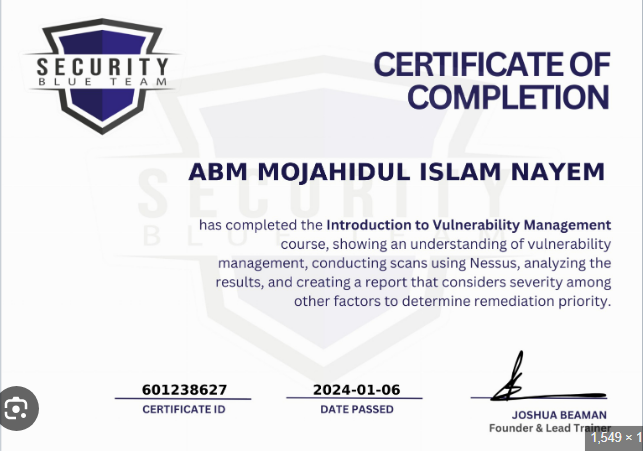 SECURITY
BLUE TEAM
CERTIFICATE OF
COMPLETION
ABM MOJAHIDUL ISLAM NAYEM
has completed the Introduction to Vulnerability Management
course, showing an understanding of vulnerability
management, conducting scans using Nessus, analyzing the
results, and creating a report that considers severity among
other factors to determine remediation priority.
601238627
CERTIFICATE ID
2024-01-06
DATE PASSED
JOSHUA BEAMAN
Founder & Lead Trainer
1,549 × 1
SECURITY
BLUE TEAM